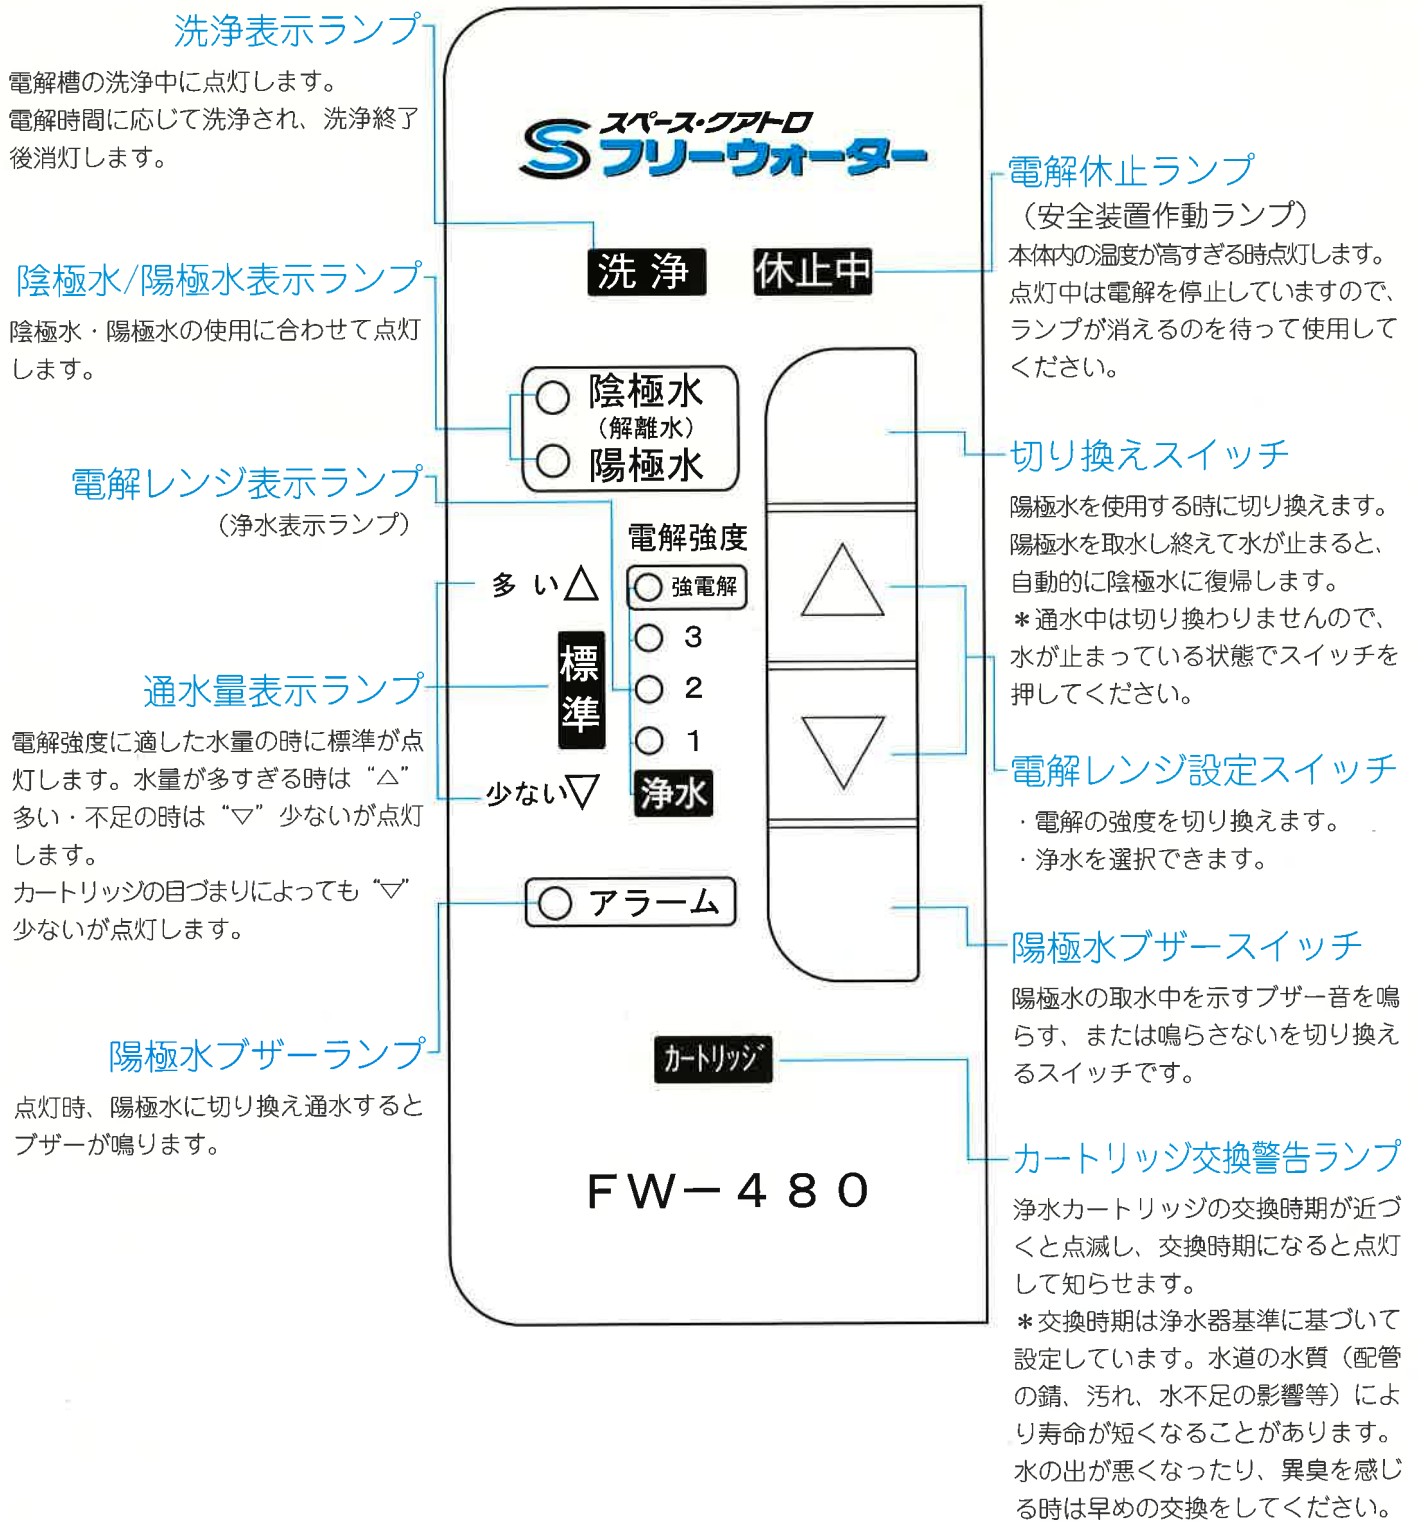 洗浄表示ランプ
電解槽の洗浄中に点灯します。
電解時間に応じて洗浄され、洗浄終了
後消灯します。
陰極水/陽極水表示ランプ
陰極水・陽極水の使用に合わせて点灯
します。
電解レンジ表示ランプ
（浄水表示ランプ）
通水量表示ランプ
電解強度に適した水量の時に標準が点
灯します。水量が多すぎる時は“△”
多い・不足の時は“▽”少ないが点灯
します。
カートリッジの目づまりによっても“▽”
少ないが点灯します。
陽極水ブザーランプ
点灯時、陽極水に切り換え通水すると
ブザーが鳴ります。
スペース・クアトロ
フリーウォーター
洗浄
休止中
陰極水
（解離水）
陽極水
電解強度
多い△
強電解
3
標準
2
1
少ない▽
浄水
アラーム
カートリッジ
FW－480
電解休止ランプ
（安全装置作動ランプ）
本体内の温度が高すぎる時点灯します。
点灯中は電解を停止していますので、
ランプが消えるのを待って使用して
ください。
切り換えスイッチ
陽極水を使用する時に切り換えます。
陽極水を取水し終えて水が止まると、
自動的に陰極水に復帰します。
＊通水中は切り換わりませんので、
水が止まっている状態でスイッチを
押してください。
電解レンジ設定スイッチ
・電解の強度を切り換えます。
・浄水を選択できます。
陽極水ブザースイッチ
陽極水の取水中を示すブザー音を鳴
らす、または鳴らさないを切り換え
るスイッチです。
カートリッジ交換警告ランプ
浄水カートリッジの交換時期が近づ
くと点滅し、交換時期になると点灯
して知らせます。
＊交換時期は浄水器基準に基づいて
設定しています。水道の水質（配管
の錆、汚れ、水不足の影響等）によ
り寿命が短くなることがあります。
水の出が悪くなったり、異臭を感じ
る時は早めの交換をしてください。